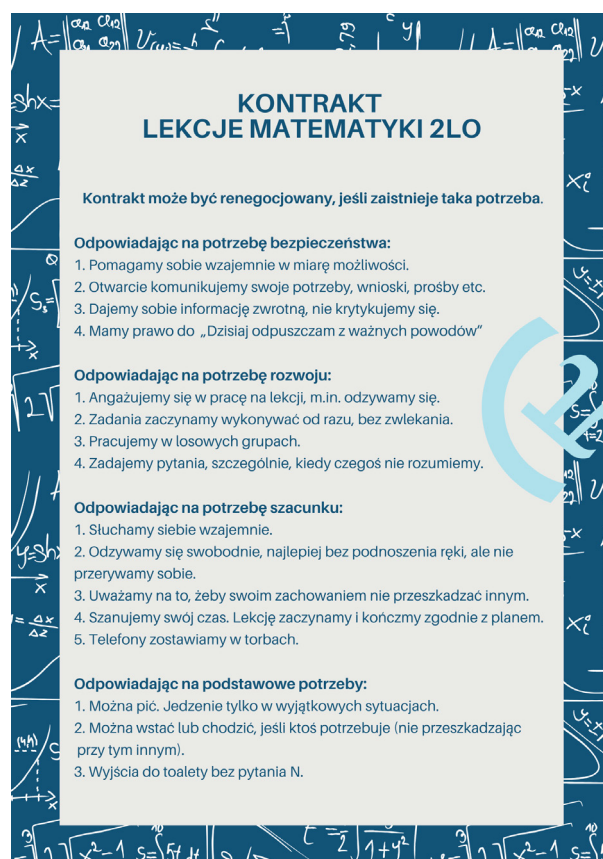 KONTRAKT
LEKCJE MATEMATYKI 2LO
Kontrakt może być renegocjowany, jeśli zaistnieje taka potrzeba.
Odpowiadając na potrzebę bezpieczeństwa:
1. Pomagamy sobie wzajemnie w miarę możliwości.
2. Otwarcie komunikujemy swoje potrzeby, wnioski, prośby etc.
3. Dajemy sobie informację zwrotną, nie krytykujemy się.
4. Mamy prawo do „Dzisiaj odpuszczam z ważnych powodów”
Odpowiadając na potrzebę rozwoju:
1. Angażujemy się w pracę na lekcji, m.in. odzywamy się.
2. Zadania zaczynamy wykonywać od razu, bez zwlekania.
3. Pracujemy w losowych grupach.
4. Zadajemy pytania, szczególnie, kiedy czegoś nie rozumiemy.
Odpowiadając na potrzebę szacunku:
1. Słuchamy siebie wzajemnie.
2. Odzywamy się swobodnie, najlepiej bez podnoszenia ręki, ale nie
przerywamy sobie.
3. Uważamy na to, żeby swoim zachowaniem nie przeszkadzać innym.
4. Szanujemy swój czas. Lekcję zaczynamy i kończmy zgodnie z planem.
5. Telefony zostawiamy w torbach.
Odpowiadając na podstawowe potrzeby:
1. Można pić. Jedzenie tylko w wyjątkowych sytuacjach.
2. Można wstać lub chodzić, jeśli ktoś potrzebuje (nie przeszkadzając
przy tym innym).
3. Wyjścia do toalety bez pytania N.